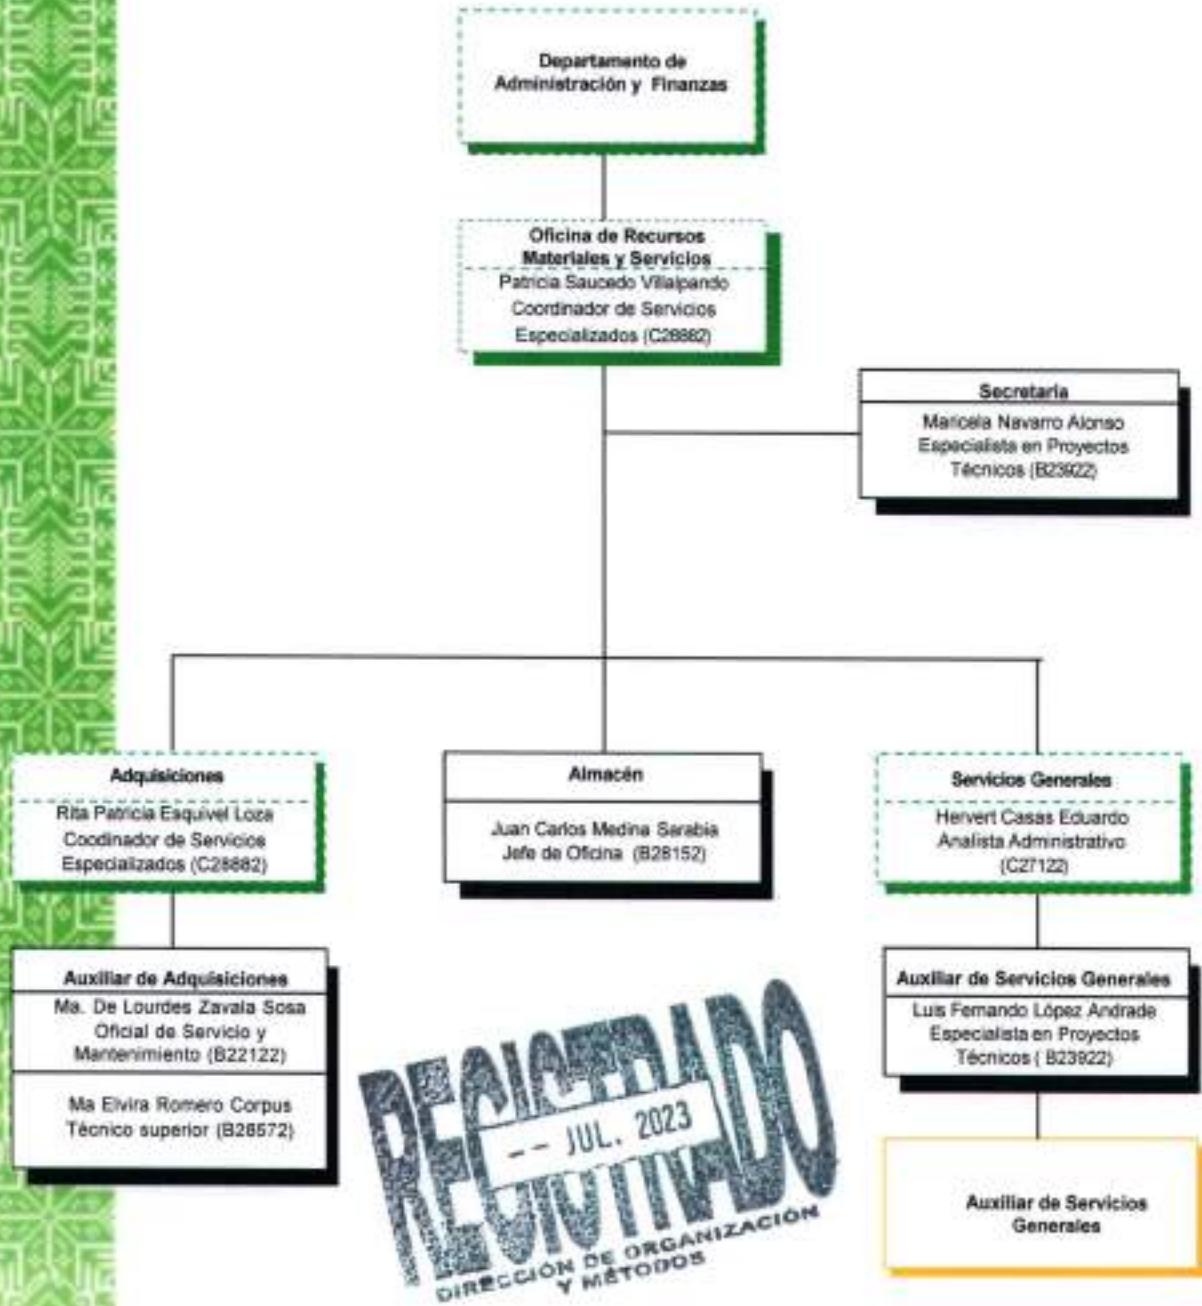 Departamento de
Administración y Finanzas
Oficina de Recursos
Materiales y Servicios
Patricia Saucedo Villalpando
Coordinador de Servicios
Especializados (C28882)
Secretaria
Maricela Navarro Alonso
Especialista en Proyectos
Técnicos (B23922)
Adquisiciones
Rita Patricia Esquivel Loza
Coodinador de Servicios
Especializados (C28882)
Almacén
Juan Carlos Medina Sarabia
Jefe de Oficina (B28152)
Servicios Generales
Hervert Casas Eduardo
Analista Administrativo
(C27122)
Auxiliar de Adquisiciones
Ma. De Lourdes Zavala Sosa
Oficial de Servicio y
Mantenimiento (B22122)
Ma Elvira Romero Corpus
Técnico superior (B28572)
Auxiliar de Servicios Generales
Luis Fernando López Andrade
Especialista en Proyectos
Técnicos ( B23922)
Auxiliar de Servicios
Generales
REGISTRADO
-- JUL. 2023
DIRECCIÓN DE ORGANIZACIÓN
Y MÉTODOS